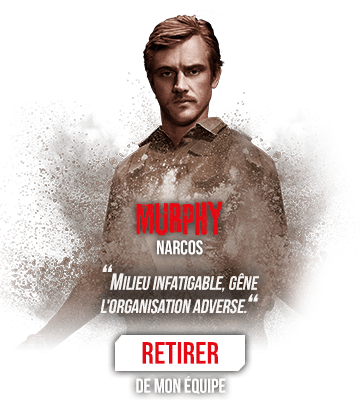 MURPHY
NARCOS
“MILIEU INFATIGABLE, GÊNE
L'ORGANISATION ADVERSE.“
RETIRER
DE MON ÉQUIPE